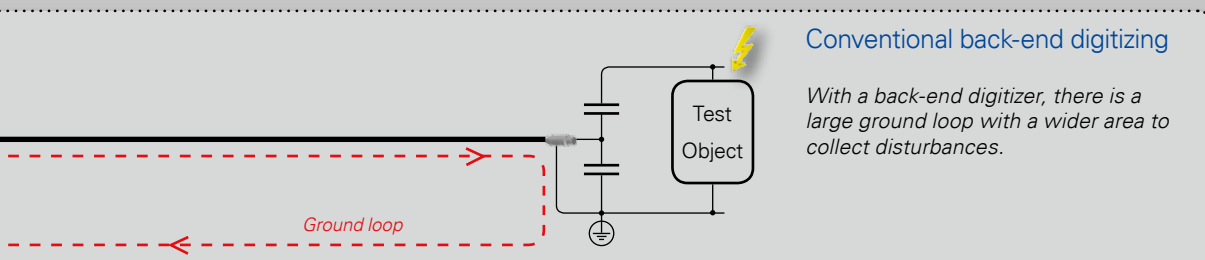 Conventional back-end digitizing
With a back-end digitizer, there is a
large ground loop with a wider area to
collect disturbances.
Test
Object
Ground loop